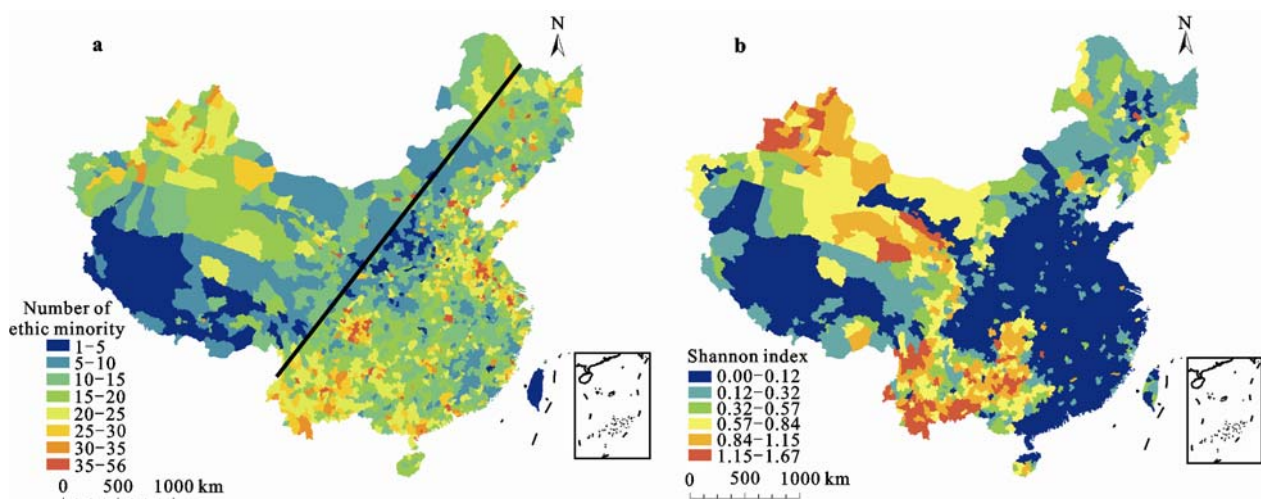 a
N
Number of
ethic minority
1-5
5-10
10-15
15-20
20-25
25-30
30-35
35-56
0 500 1000 km
b
N
Shannon index
0.00-0.12
0.12-0.32
0.32-0.57
0.57-0.84
0.84-1.15
1.15-1.67
0 500 1000 km